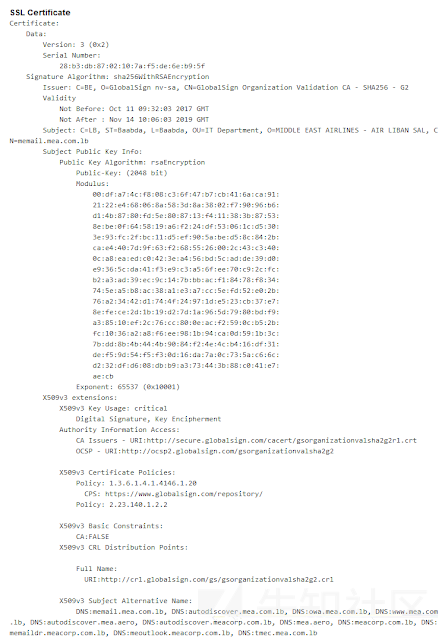 SSL Certificate
Certificate:
Data:
Version: 3 (0x2)
Serial Number:
28:b3:db:87:02:10:7a:f5:de:6e:b9:5f
Signature Algorithm: sha256WithRSAEncryption
Issuer: C=BE, O=GlobalSign nv-sa, CN=GlobalSign Organization Validation CA - SHA256 - G2
Validity
Not Before: Oct 11 09:32:03 2017 GMT
Not After : Nov 14 10:06:03 2019 GMT
Subject: C=LB, ST=Baabda, L=Baabda, OU=IT Department, O=MIDDLE EAST AIRLINES - AIR LIBAN SAL, C
N=memail.mea.com.lb
Subject Public Key Info:
Public Key Algorithm: rsaEncryption
Public-Key: (2048 bit)
Modulus:
00:df:a7:4c:f8:08:c3:6f:47:b7:cb:41:6a:ca:91:
21:22:e4:68:06:8a:58:3d:8a:38:02:f7:90:96:b6:
d1:4b:87:80:fd:5e:80:87:13:f4:11:38:3b:87:53:
8e:be:0f:64:58:19:a6:f2:24:df:53:06:1c:d5:30:
3e:93:fc:2f:bc:11:d5:ef:90:5a:be:d5:8c:84:2b:
ca:e4:40:7d:9f:63:f2:68:55:26:00:2c:43:c3:40:
0c:a8:ea:ed:c0:42:3e:a4:56:bd:5c:ad:de:39:d0:
e9:36:5c:da:41:f3:e9:c3:a5:6f:ee:70:c9:2c:fc:
b2:a3:ad:39:ec:9c:14:7b:bb:ac:f1:84:78:f8:34:
74:5e:a5:b8:ac:38:a1:e3:a7:cc:5e:fd:52:e0:2b:
76:a2:34:42:d1:74:4f:24:97:1d:e5:23:cb:37:e7:
8e:fe:ce:2d:1b:19:d2:7d:1a:96:5d:79:80:bd:f9:
a3:85:10:ef:2c:76:cc:80:0e:ac:f2:59:0c:b5:2b:
fc:10:36:a2:a8:f6:ee:98:1b:94:ca:0d:59:1b:3c:
7b:dd:8b:4b:44:4b:90:84:f2:4e:4c:b4:16:df:31:
de:f5:9d:54:f5:f3:0d:16:da:7a:0c:73:5a:c6:6c:
d2:32:df:d6:08:db:b9:a3:73:44:3b:88:c0:41:e7:
ae:cb
Exponent: 65537 (0x10001)
X509v3 extensions:
X509v3 Key Usage: critical
Digital Signature, Key Encipherment
Authority Information Access:
CA Issuers - URI:http://secure.globalsign.com/cacert/gsorganizationvalsha2g2r1.crt
OCSP - URI:http://ocsp2.globalsign.com/gsorganizationvalsha2g2
X509v3 Certificate Policies:
Policy: 1.3.6.1.4.1.4146.1.20
CPS: https://www.globalsign.com/repository/
Policy: 2.23.140.1.2.2
X509v3 Basic Constraints:
CA:FALSE
X509v3 CRL Distribution Points:
Full Name:
URI:http://crl.globalsign.com/gs/gsorganizationvalsha2g2.crl
X509v3 Subject Alternative Name:
DNS:memail.mea.com.lb, DNS:autodiscover.mea.com.lb, DNS:owa.mea.com.lb, DNS:www.mea.com
.lb, DNS:autodiscover.mea.aero, DNS:autodiscover.meacorp.com.lb, DNS:mea.aero, DNS:meacorp.com.lb, DNS:
memaildr.meacorp.com.lb, DNS:meoutlook.meacorp.com.lb, DNS:tmec.mea.com.lb
先知社区